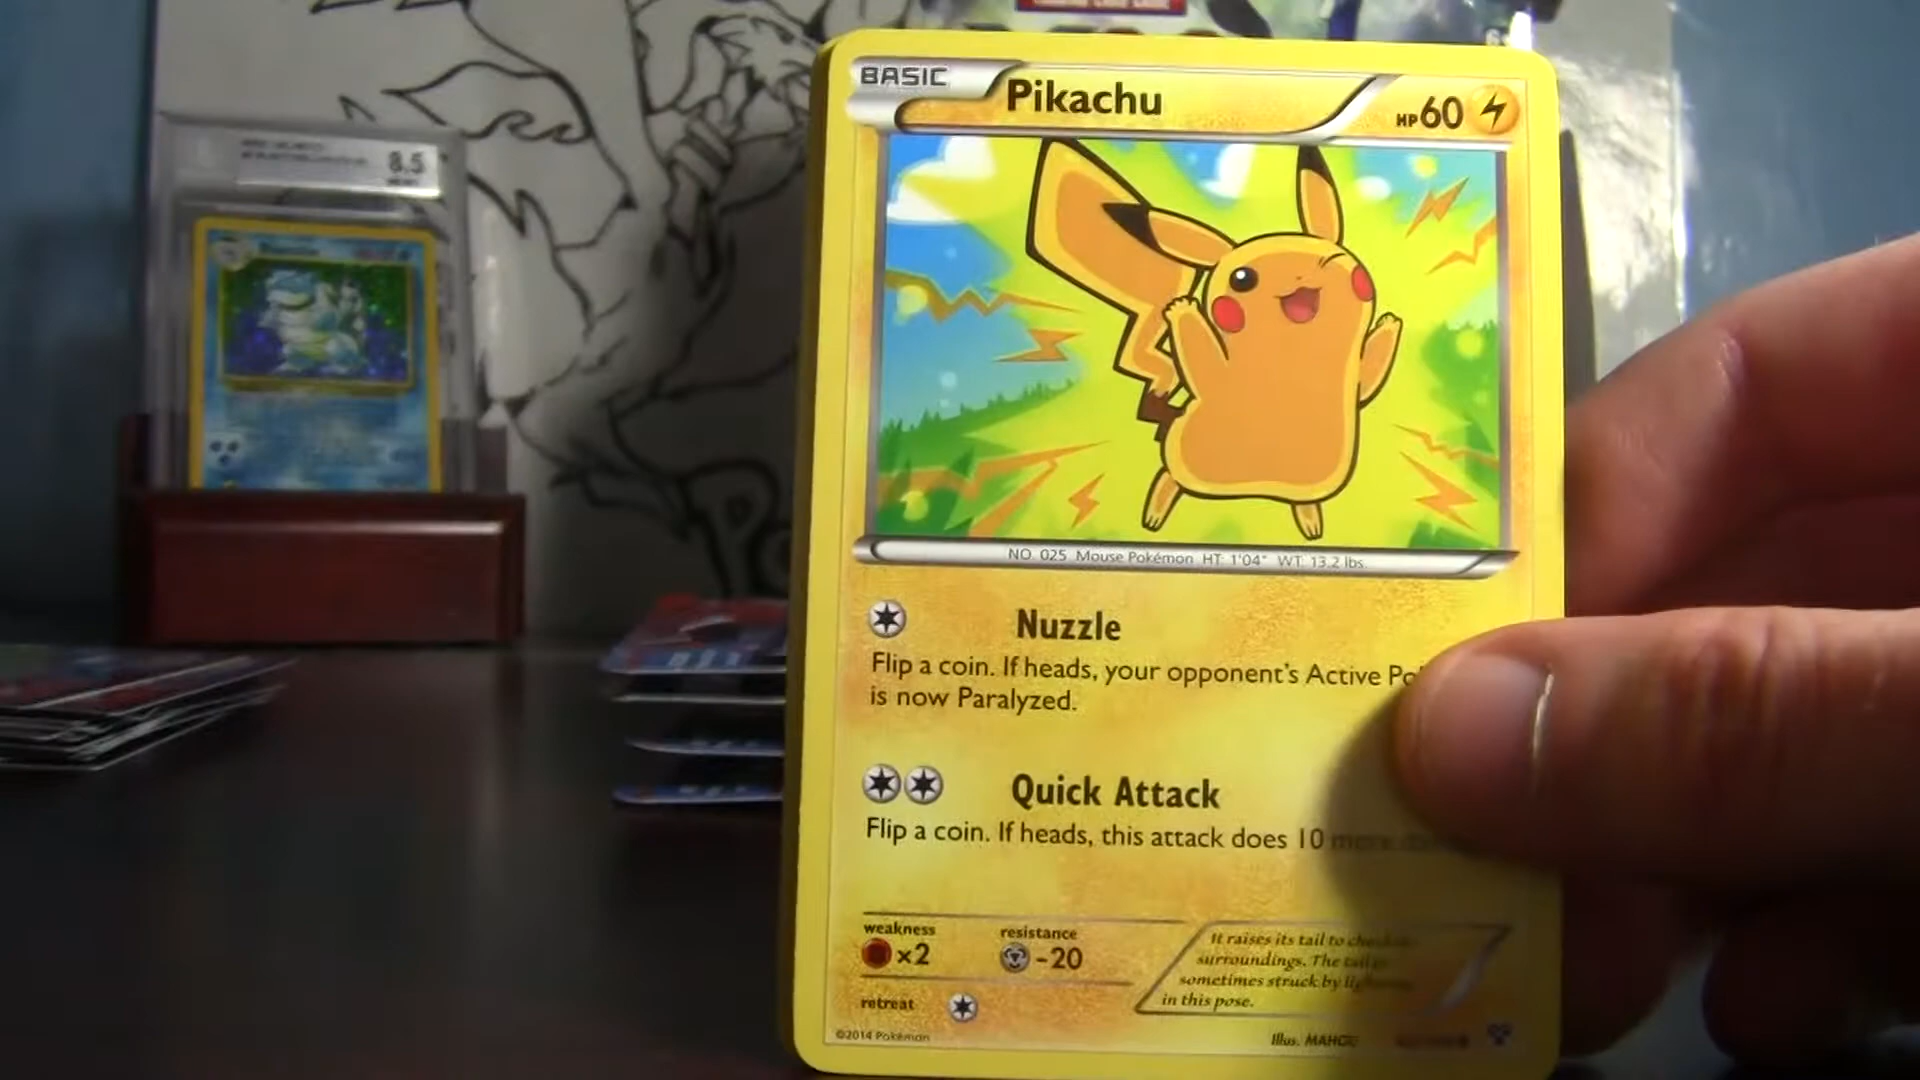 BASIC
Pikachu
HP60
NO. 025 Mouse Pokémon HT: 1'04" WT: 13.2 lbs.
Nuzzle
Flip a coin. If heads, your opponent's Active
is now Paralyzed.
Quick Attack
Flip a coin. If heads, this attack does 10 more
weakness
×2
resistance
-20
retreat
It raises its tail to check
surroundings. The tail
sometimes struck by
in this pose.
©2014 Pokémon
Illus. MAHOU
8.5